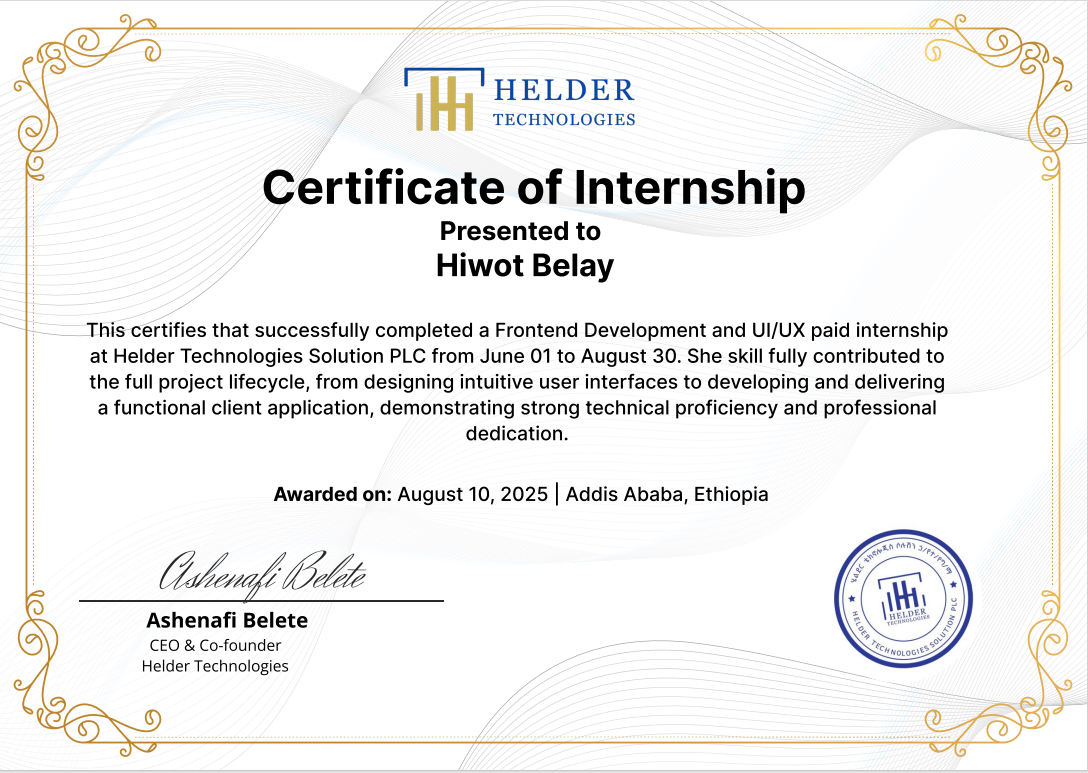 HELDER
TECHNOLOGIES
Certificate of Internship
Presented to
Hiwot Belay
This certifies that successfully completed a Frontend Development and UI/UX paid internship
at Helder Technologies Solution PLC from June 01 to August 30. She skill fully contributed to
the full project lifecycle, from designing intuitive user interfaces to developing and delivering
a functional client application, demonstrating strong technical proficiency and professional
dedication.
Awarded on: August 10, 2025 | Addis Ababa, Ethiopia
Ashenafi Belete
Ashenafi Belete
CEO & Co-founder
Helder Technologies
ሄልደር ቴክኖሎጂስ ሶሉሽን
HELDER
TECHNOLOGIES
HELDER TECHNOLOGIES SOLUTION PLC